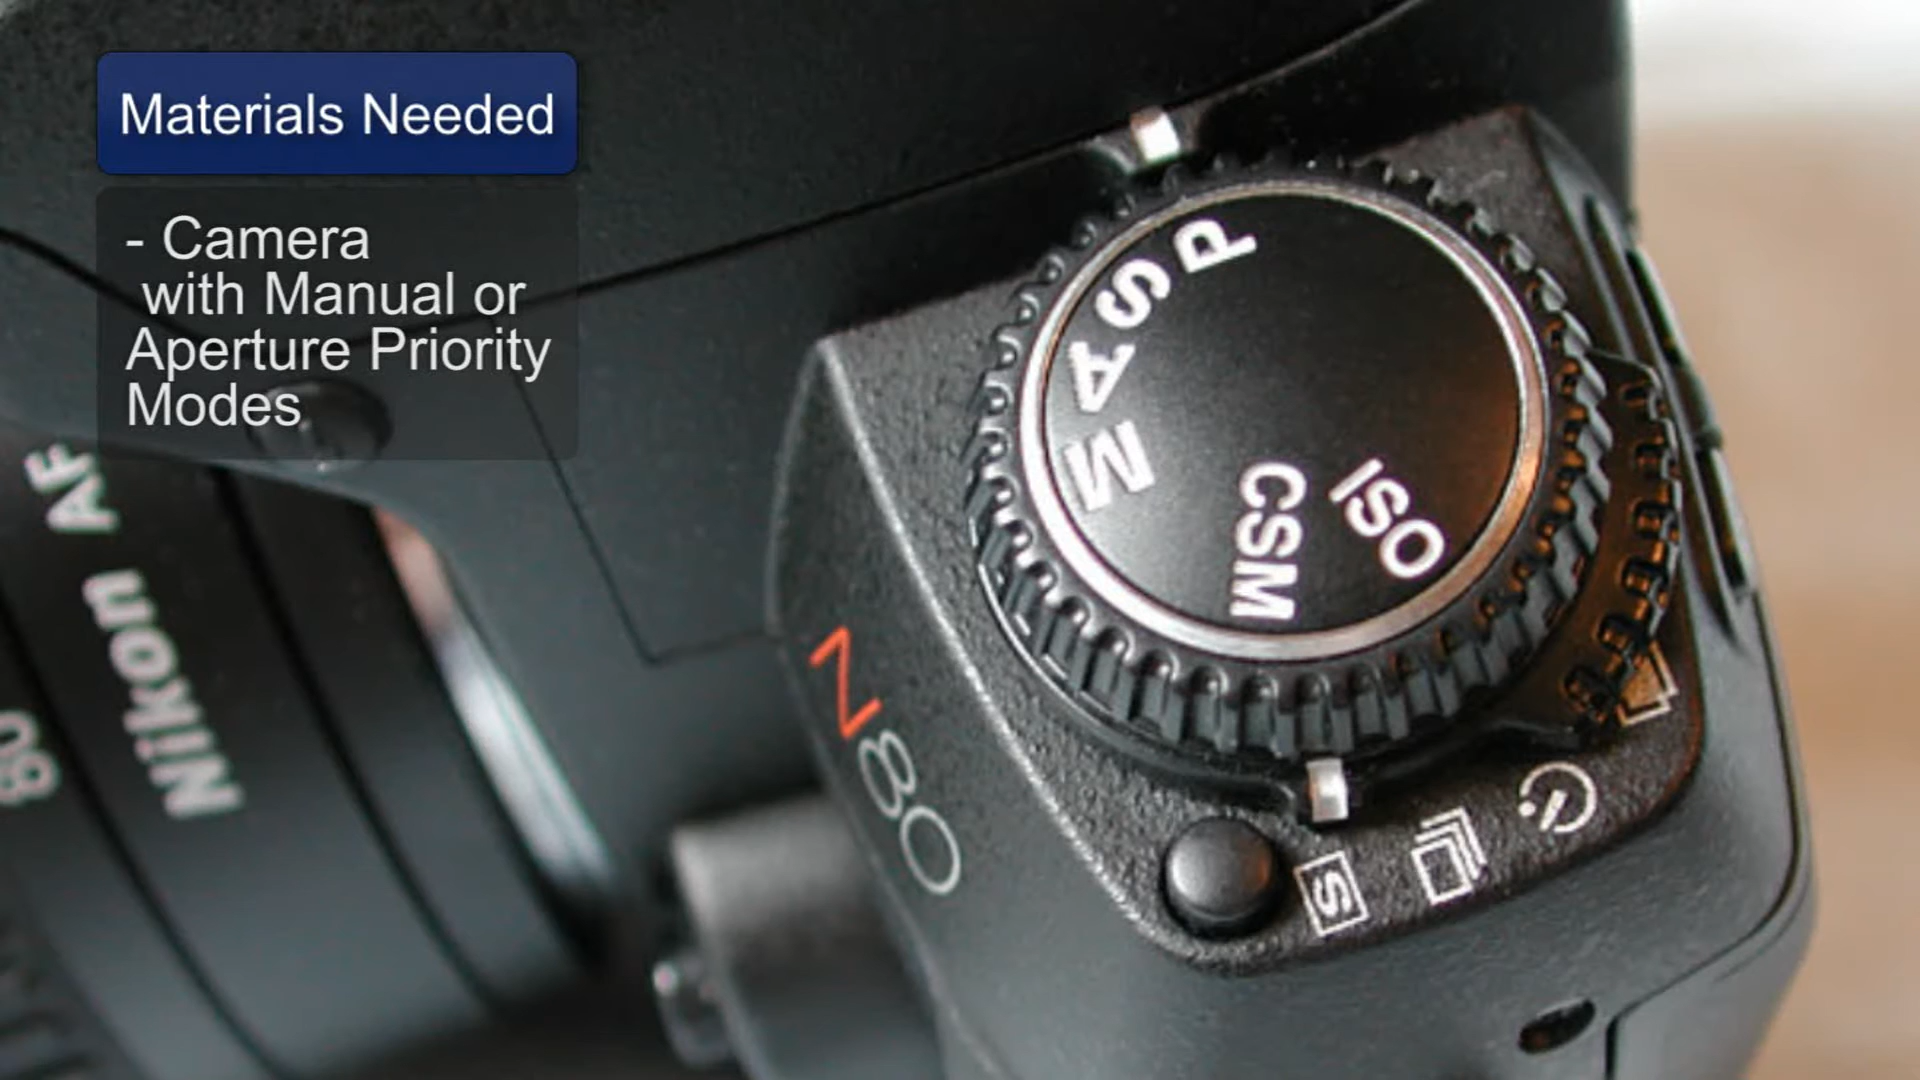 Materials Needed
- Camera
with Manual or
Aperture Priority
Modes
P
S
A
M
CSM
ISO
Nikon AF
80
N80
S